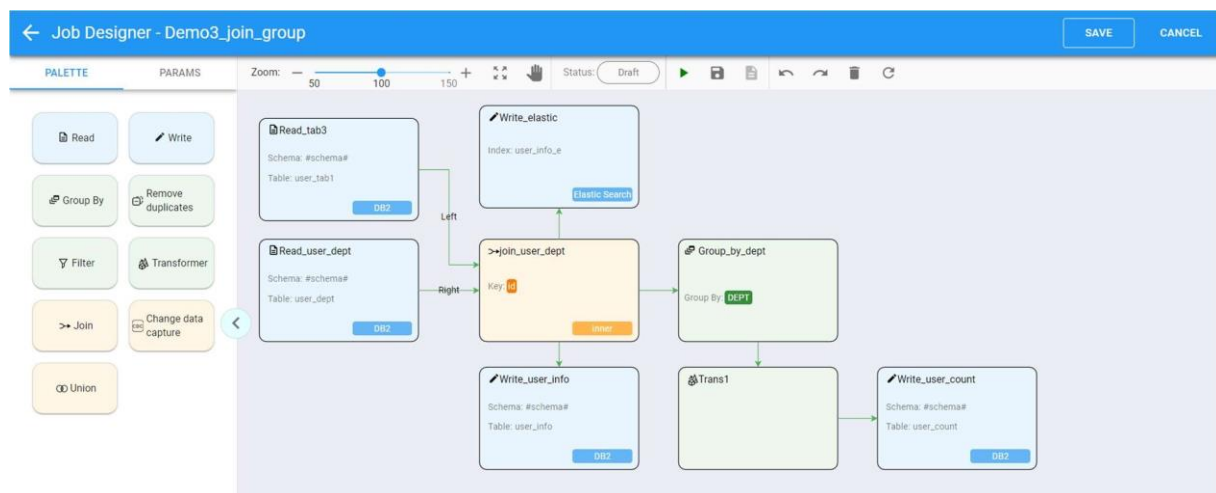 Job Designer - Demo3_join_group
SAVE
CANCEL
PALETTE
PARAMS
Zoom:
50
100
150
Status:
Draft
Read
Write
Group By
Remove
duplicates
Filter
Transformer
Join
CDC
Change data
capture
Union
Read_tab3
Schema: #schema#
Table: user_tab1
DB2
Left
Write_elastic
Index: user_info_e
Elastic Search
Read_user_dept
Schema: #schema#
Table: user_dept
DB2
Right
join_user_dept
Key: id
Inner
Group_by_dept
Group By: DEPT
Write_user_info
Schema: #schema#
Table: user_info
DB2
Trans1
Write_user_count
Schema: #schema#
Table: user_count
DB2